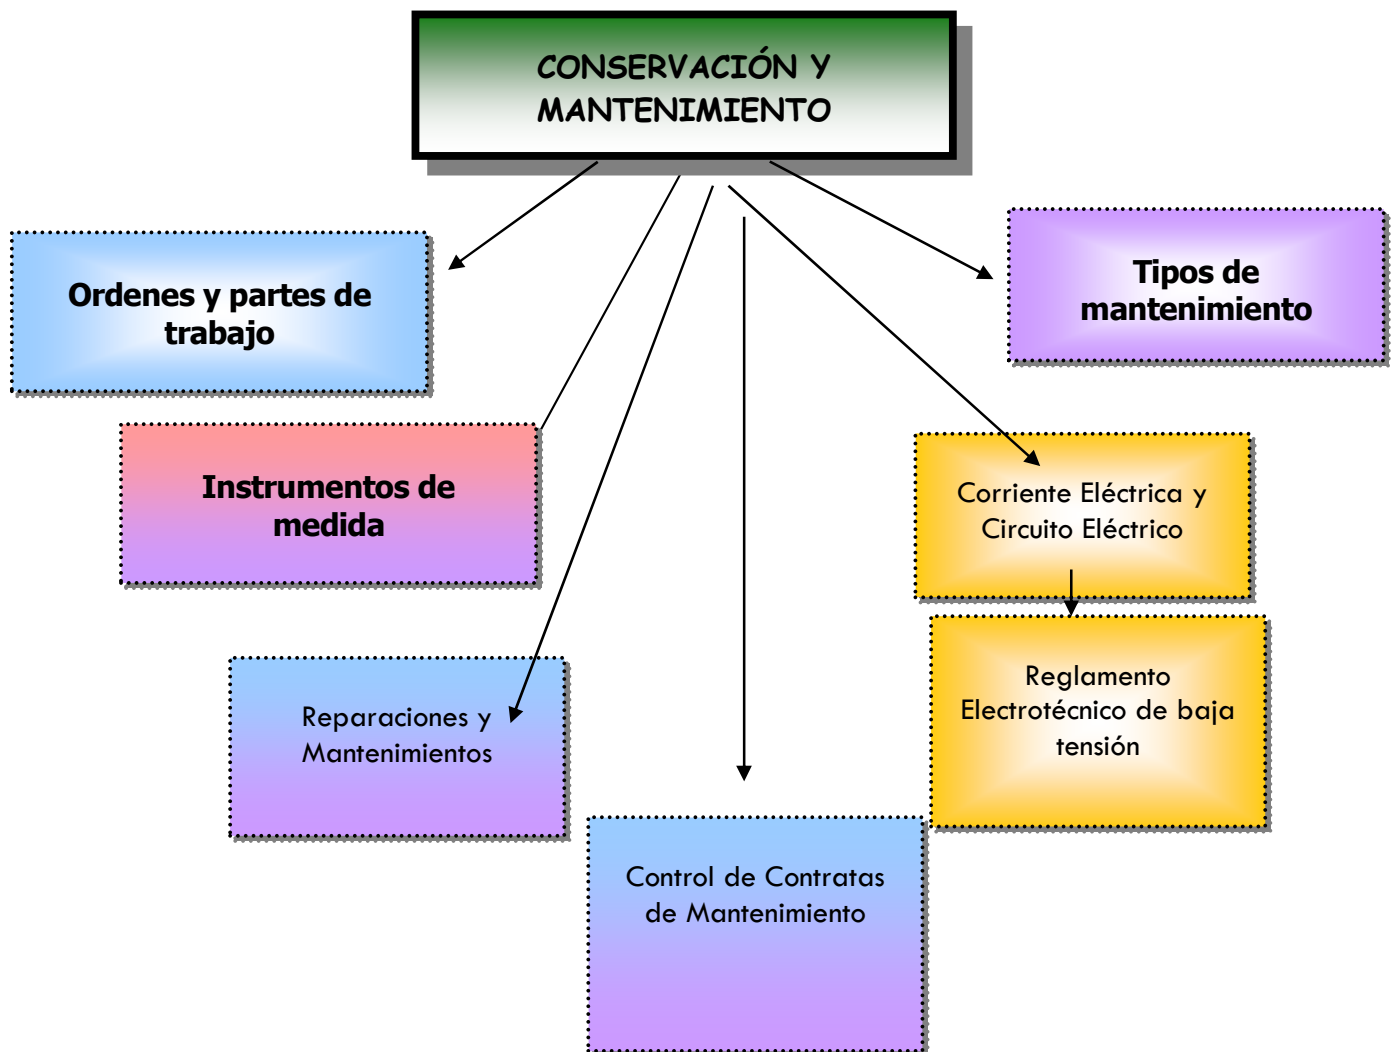 CONSERVACIÓN Y
MANTENIMIENTO
Ordenes y partes de
trabajo
Tipos de
mantenimiento
Instrumentos de
medida
Corriente Eléctrica y
Circuito Eléctrico
Reparaciones y
Mantenimientos
Reglamento
Electrotécnico de baja
tensión
Control de Contratas
de Mantenimiento